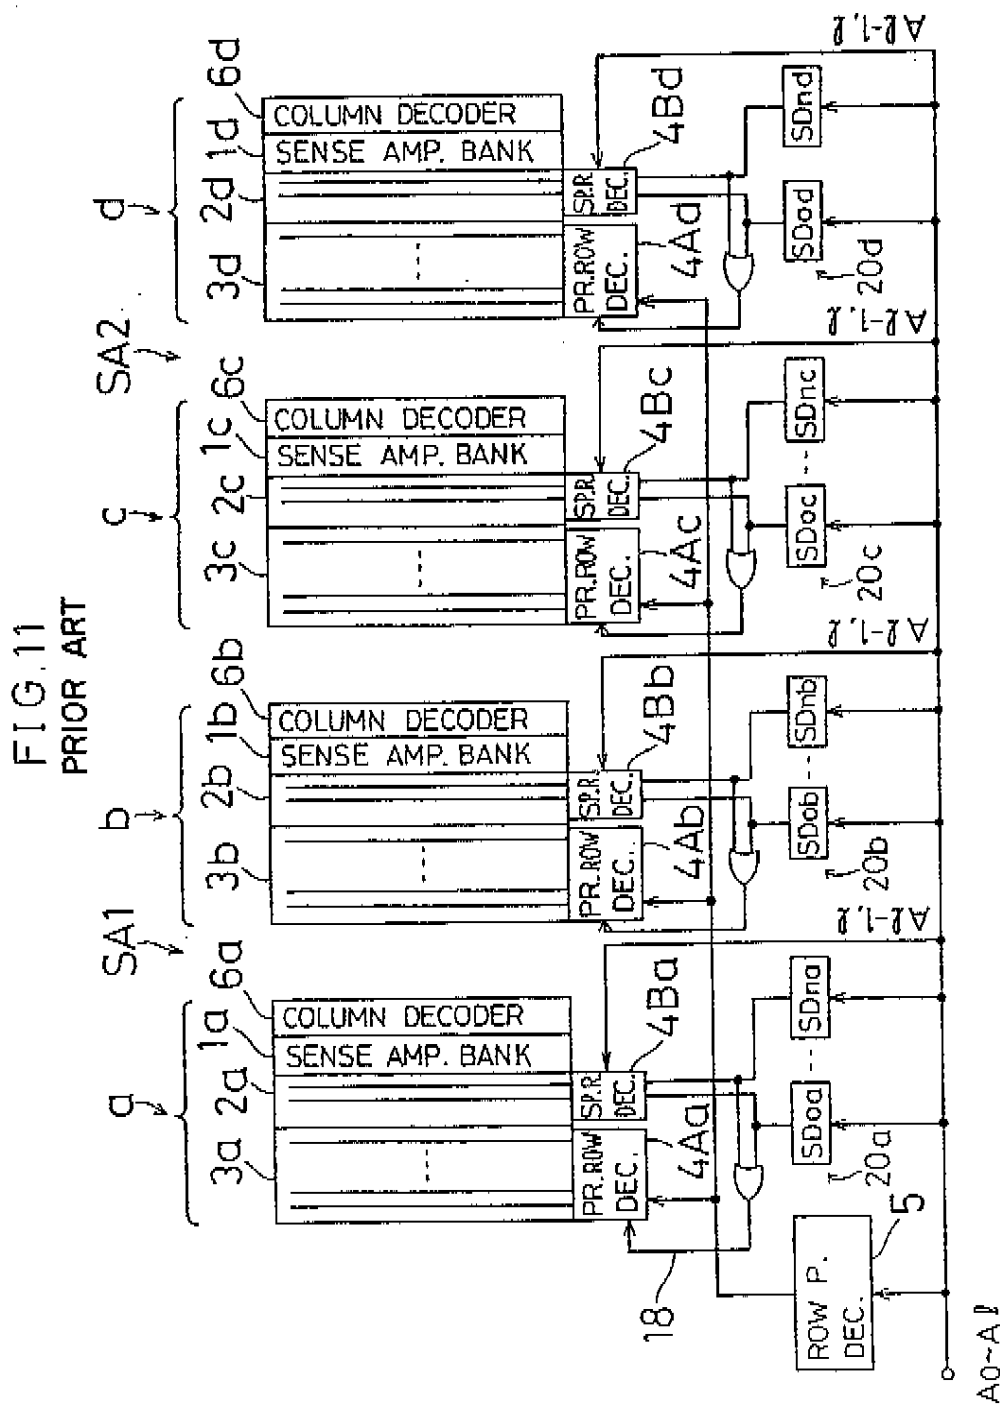 FIG. 11
PRIOR ART
SA1
SA2
a
b
c
d
3a
2a
1a
6a
3b
2b
1b
6b
3c
2c
1c
6c
3d
2d
1d
6d
COLUMN DECODER
SENSE AMP. BANK
COLUMN DECODER
SENSE AMP. BANK
COLUMN DECODER
SENSE AMP. BANK
COLUMN DECODER
SENSE AMP. BANK
PR.ROW
DEC.
SP.R
DEC.
PR.ROW
DEC.
SP.R
DEC.
PR.ROW
DEC.
SP.R
DEC.
PR.ROW
DEC.
SP.R
DEC.
18
4Aa
4Ba
4Ab
4Bb
4Ac
4Bc
4Ad
4Bd
ROW P.
DEC.
5
SDoa
SDna
20a
SDob
SDnb
20b
SDoc
SDnc
20c
SDod
SDnd
20d
Aℓ-1,ℓ
Aℓ-1,ℓ
Aℓ-1,ℓ
Aℓ-1,ℓ
A0~Aℓ